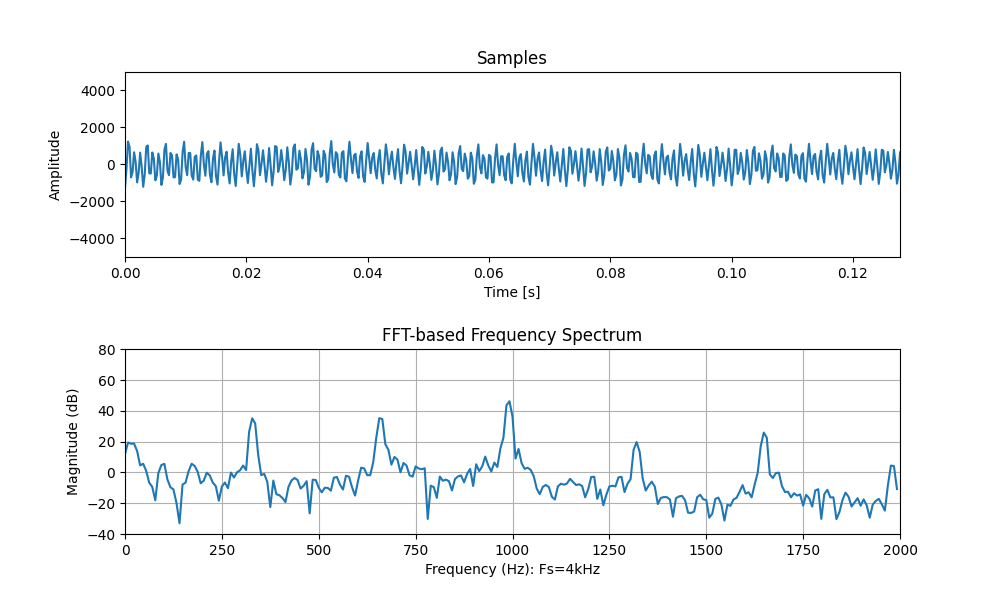 Samples
4000
2000
0
−2000
−4000
Amplitude
0.00 0.02 0.04 0.06 0.08 0.10 0.12
Time [s]
FFT-based Frequency Spectrum
80
60
40
20
0
−20
−40
Magnitude (dB)
0 250 500 750 1000 1250 1500 1750 2000
Frequency (Hz): Fs=4kHz